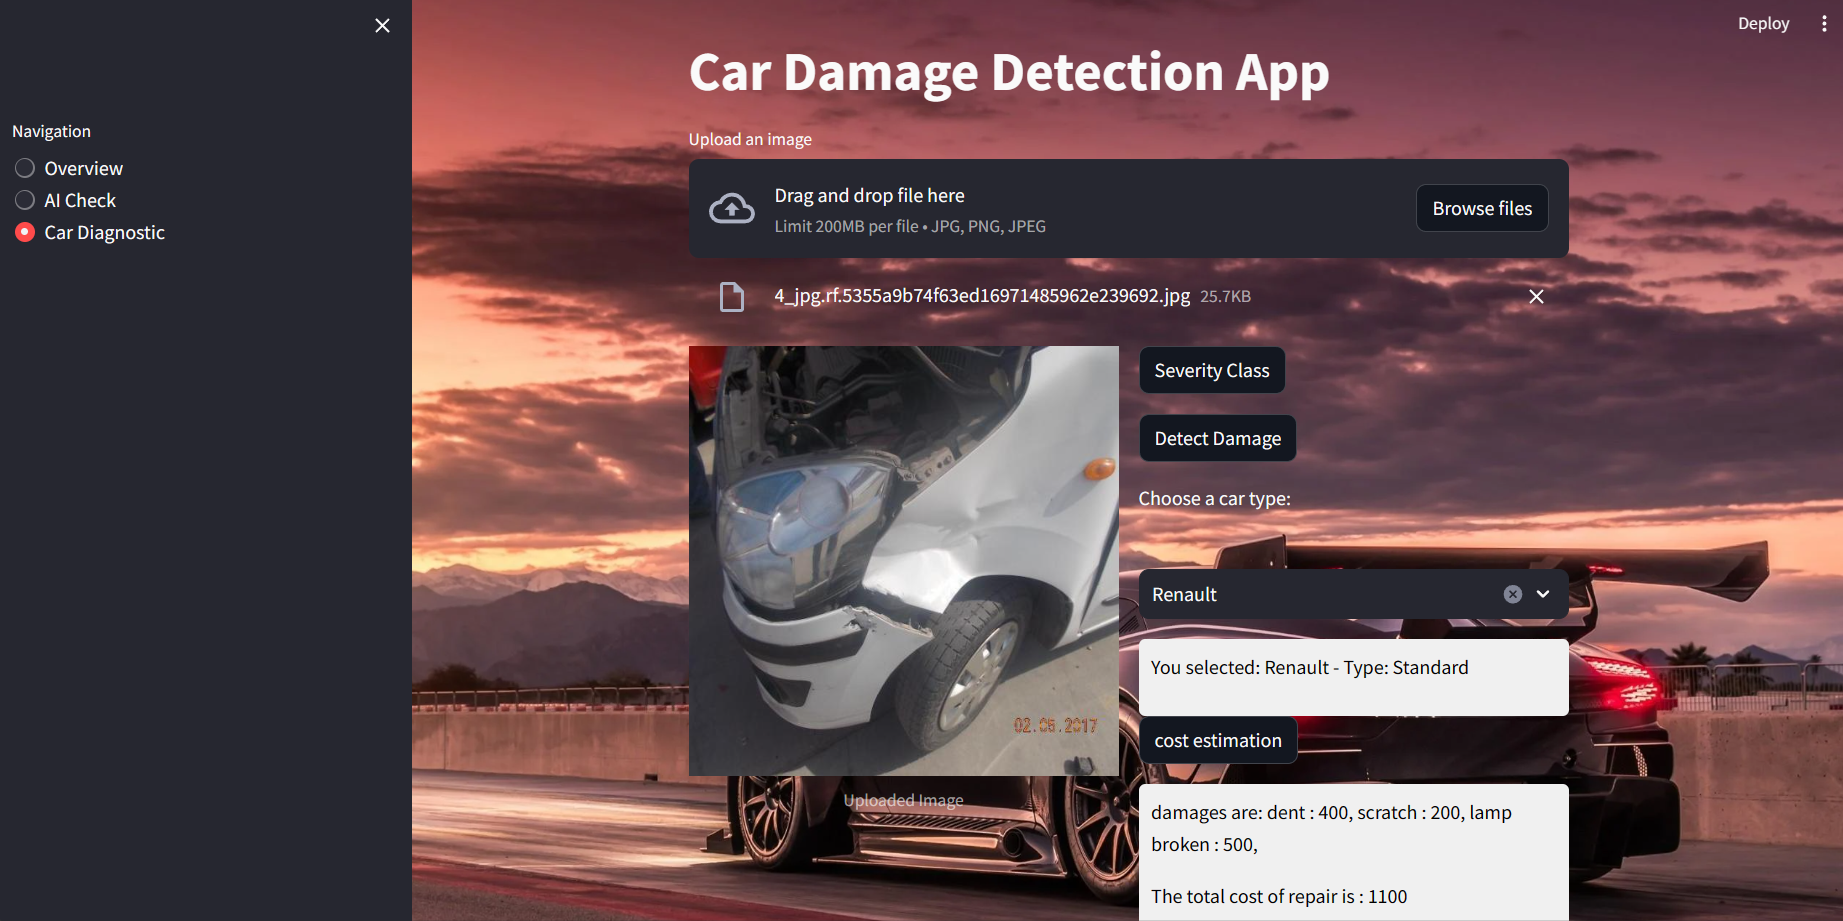 Deploy
Navigation
Overview
AI Check
Car Diagnostic
Car Damage Detection App
Upload an image
Drag and drop file here
Limit 200MB per file • JPG, PNG, JPEG
Browse files
4_jpg.rf.5355a9b74f63ed16971485962e239692.jpg 25.7KB
02.05.2017
Uploaded Image
Severity Class
Detect Damage
Choose a car type:
Renault
You selected: Renault - Type: Standard
cost estimation
damages are: dent : 400, scratch : 200, lamp
broken : 500,
The total cost of repair is : 1100